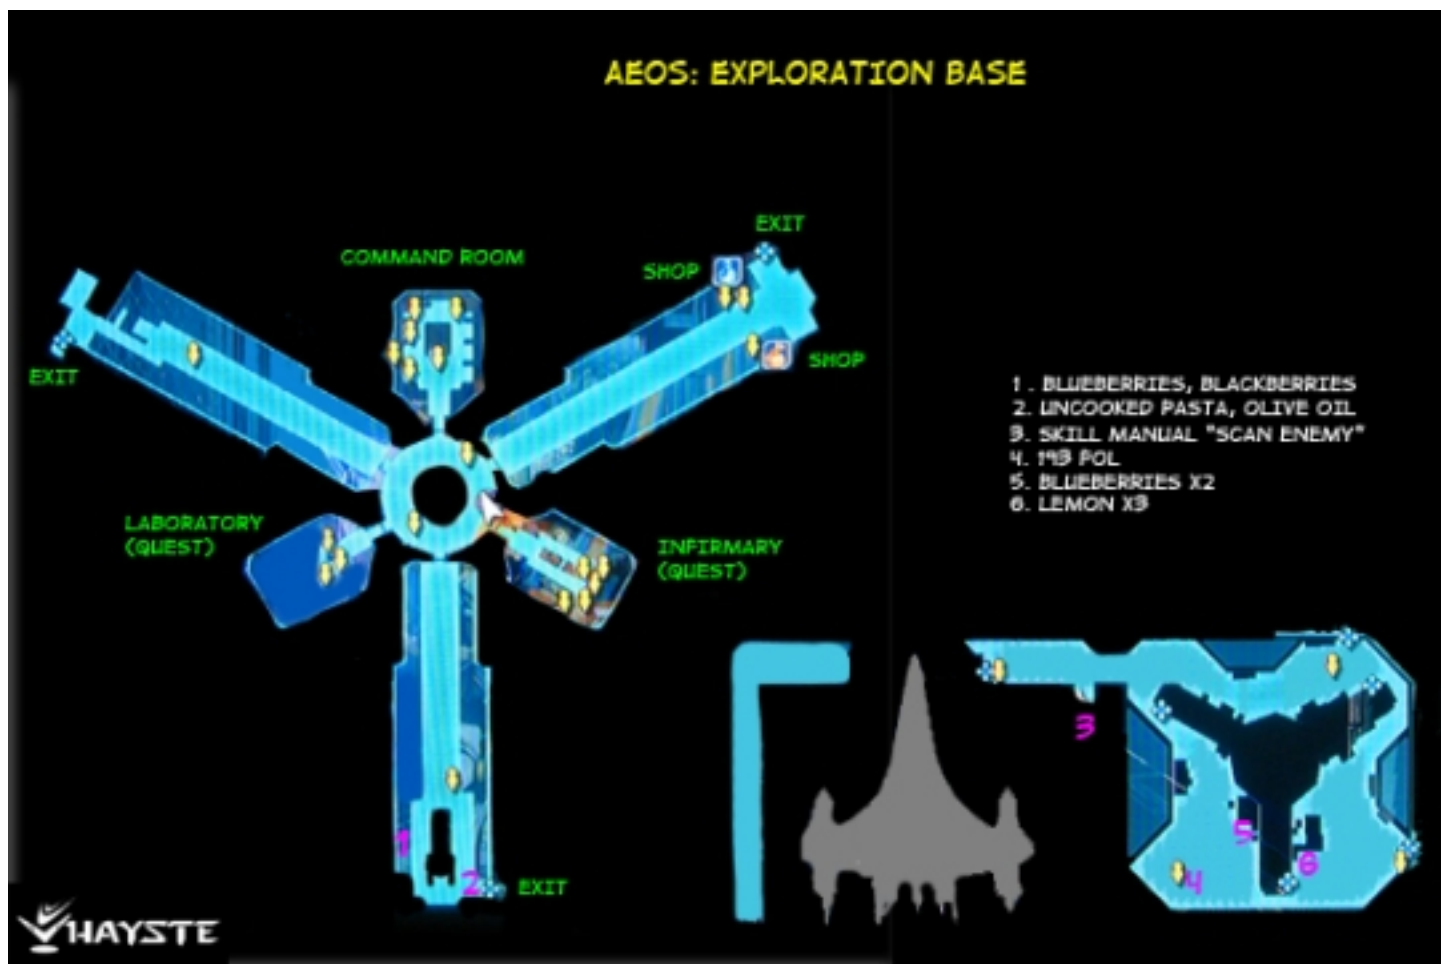 AEOS: EXPLORATION BASE
EXIT
COMMAND ROOM
SHOP
EXIT
SHOP
1. BLUEBERRIES, BLACKBERRIES
2. UNCOOKED PASTA, OLIVE OIL
3. SKILL MANUAL "SCAN ENEMY"
4. 193 POL
5. BLUEBERRIES X2
6. LEMON X3
LABORATORY
(QUEST)
INFIRMARY
(QUEST)
3
1
5
6
2
4
EXIT
HAYSTE